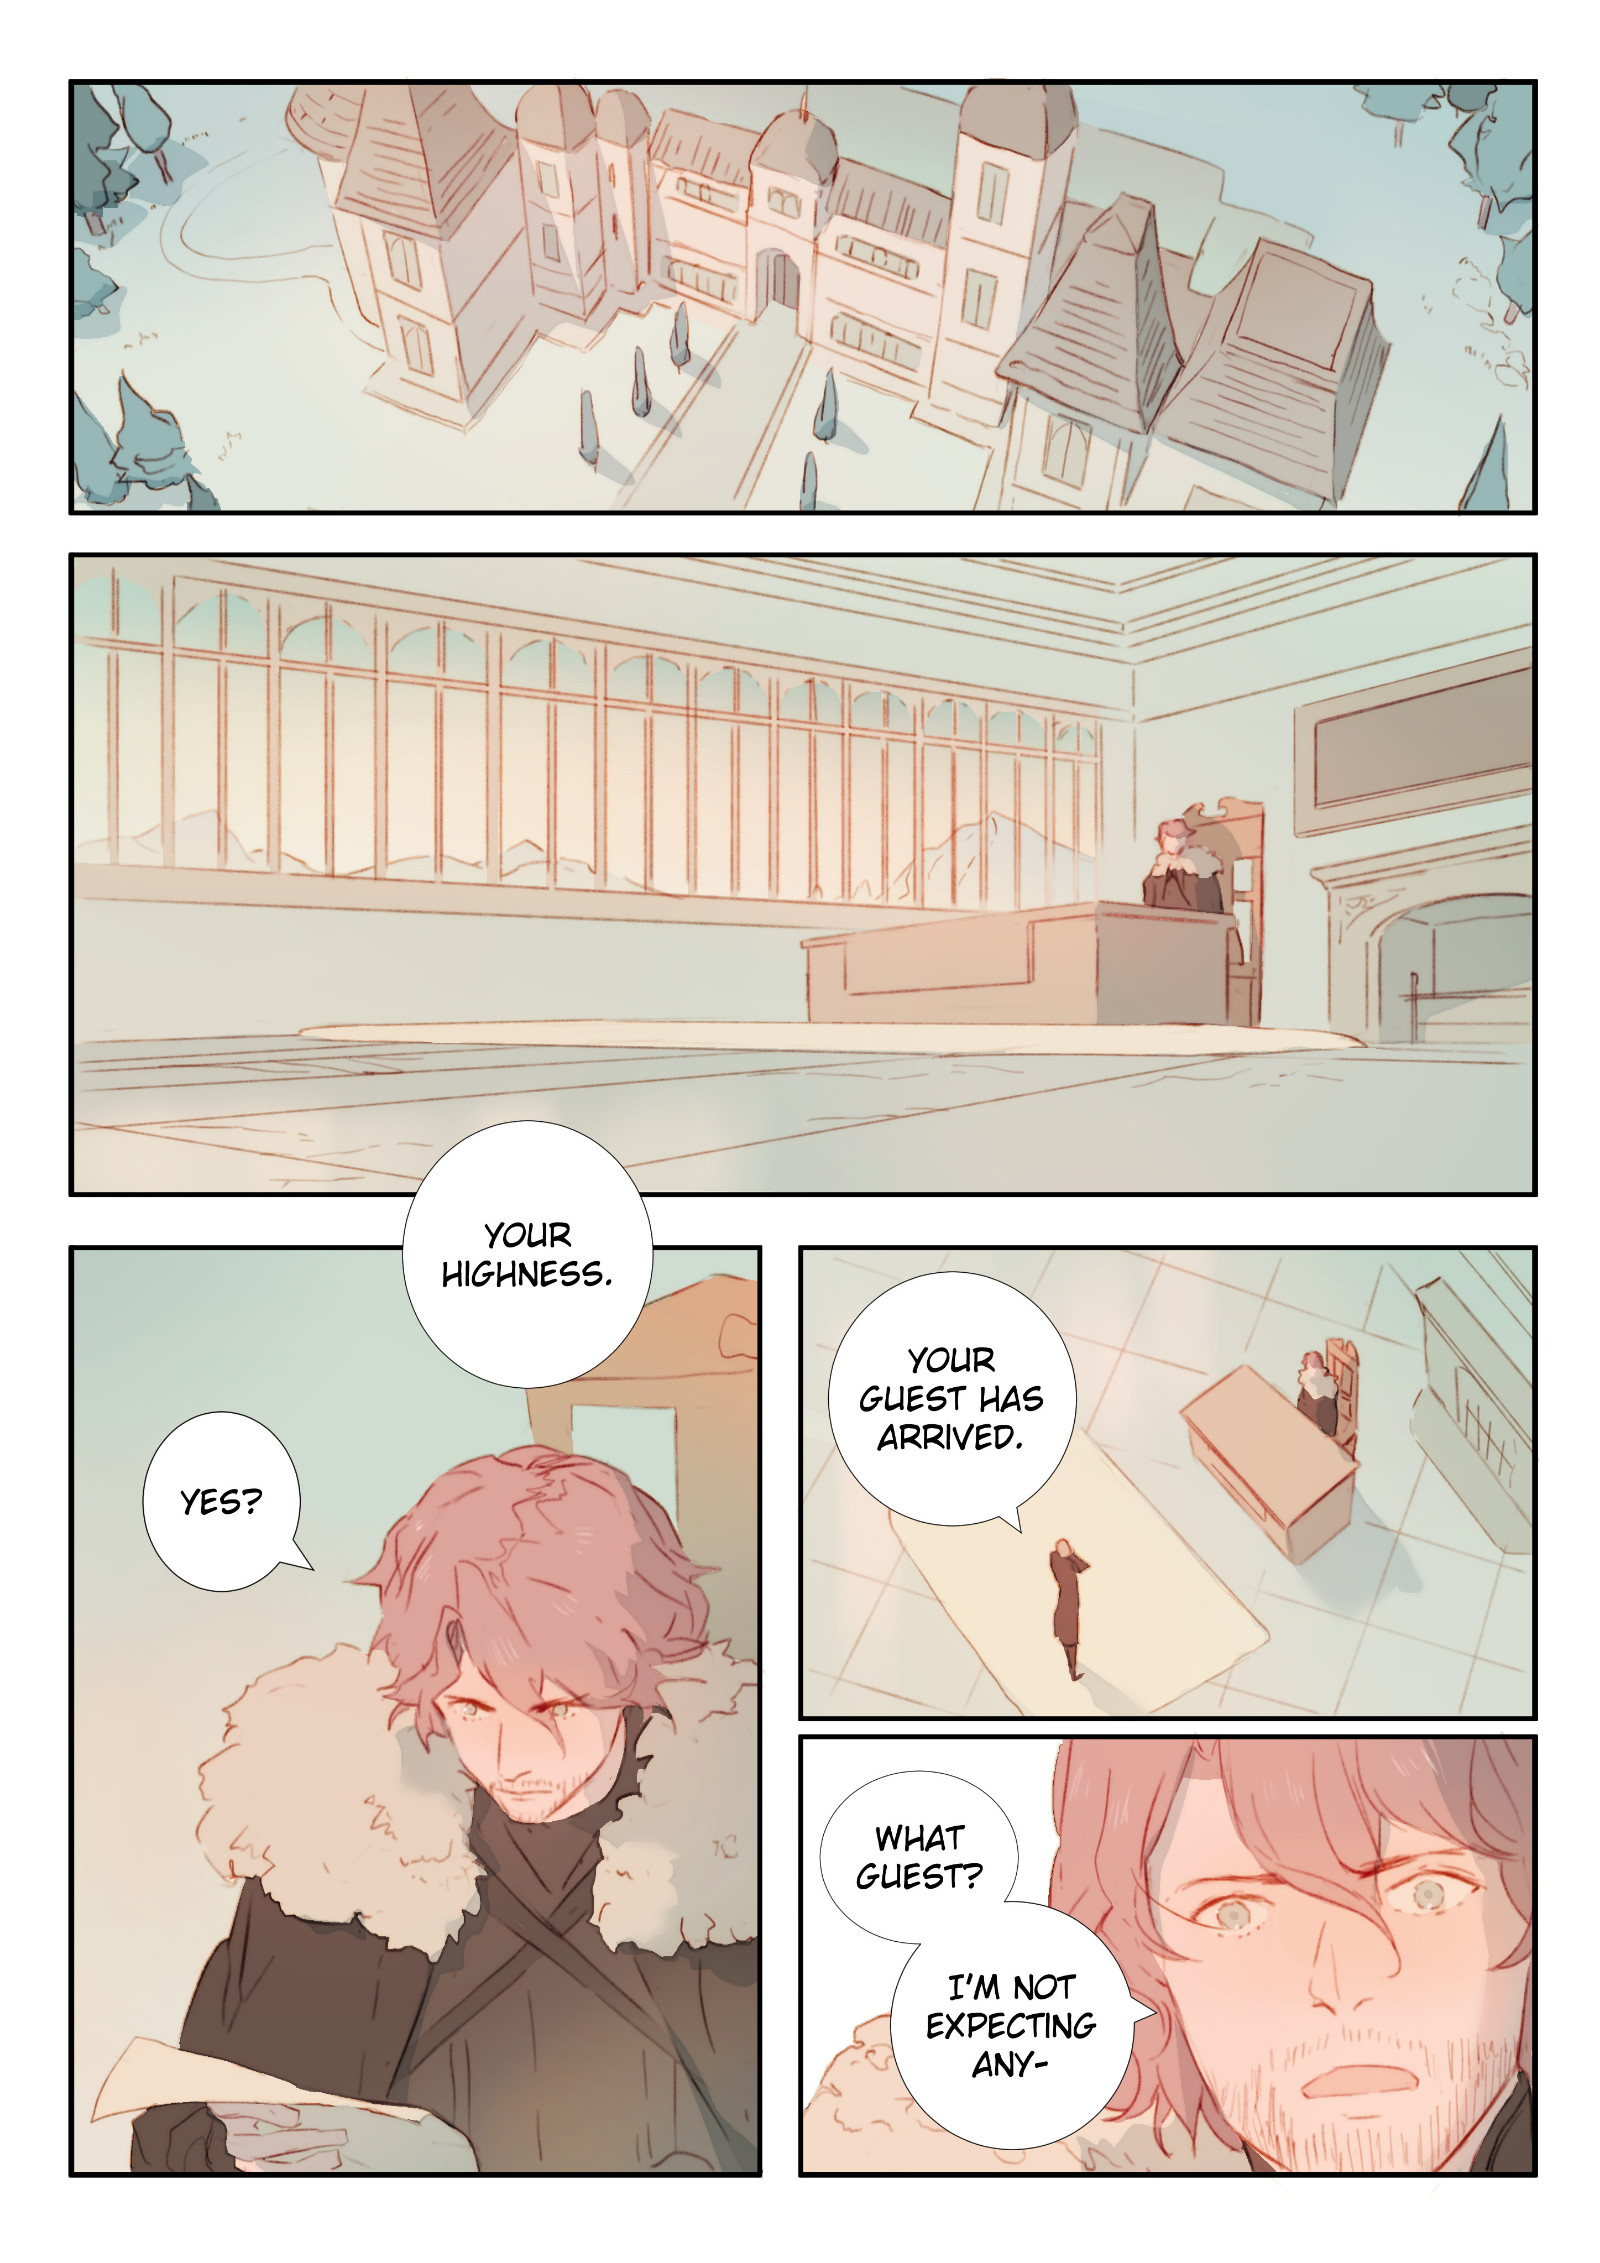 YOUR
HIGHNESS.
YES?
YOUR
GUEST HAS
ARRIVED.
WHAT
GUEST?
I'M NOT
EXPECTING
ANY-